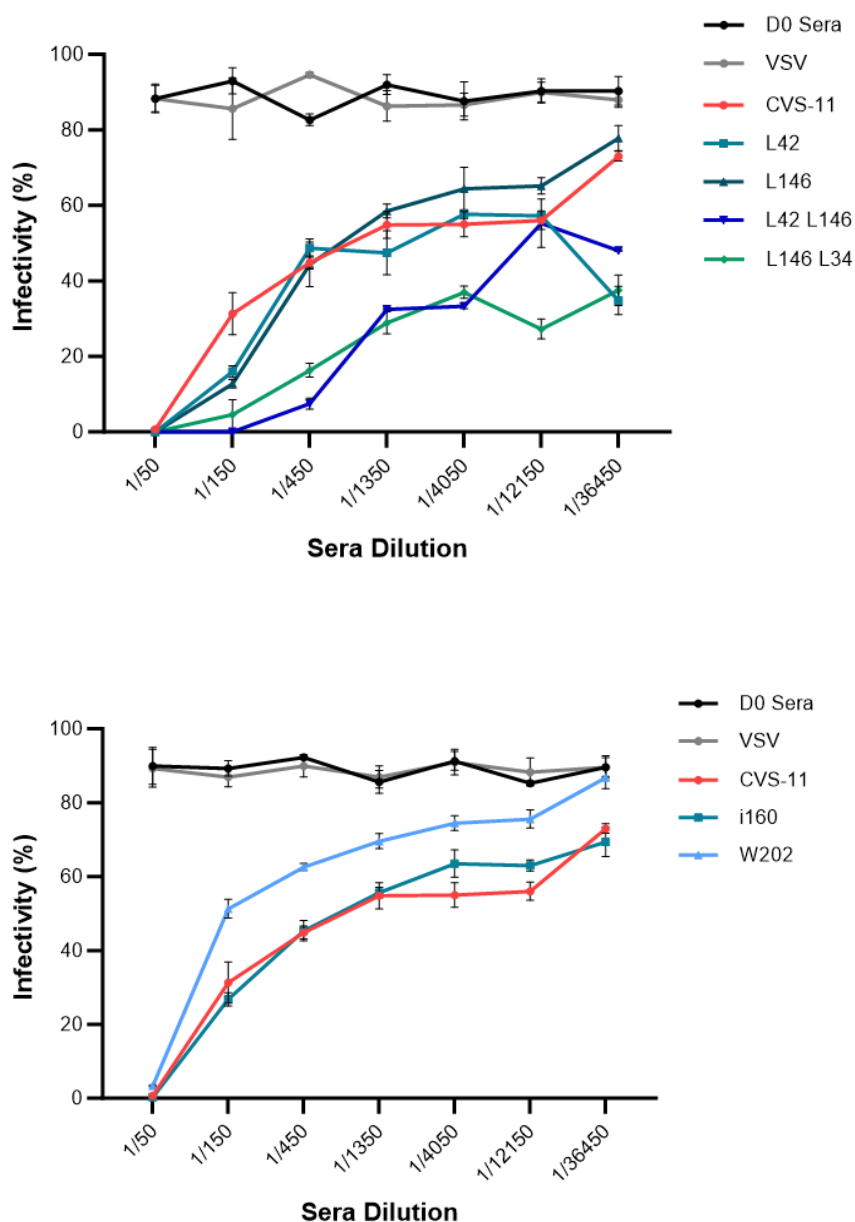 D0 Sera
VSV
CVS-11
L42
L146
L42 L146
L146 L34
100
80
60
40
20
0
Infectivity (%)
1/50
1/150
1/450
1/1350
1/4050
1/12150
1/36450
Sera Dilution
D0 Sera
VSV
CVS-11
i160
W202
100
80
60
40
20
0
Infectivity (%)
1/50
1/150
1/450
1/1350
1/4050
1/12150
1/36450
Sera Dilution